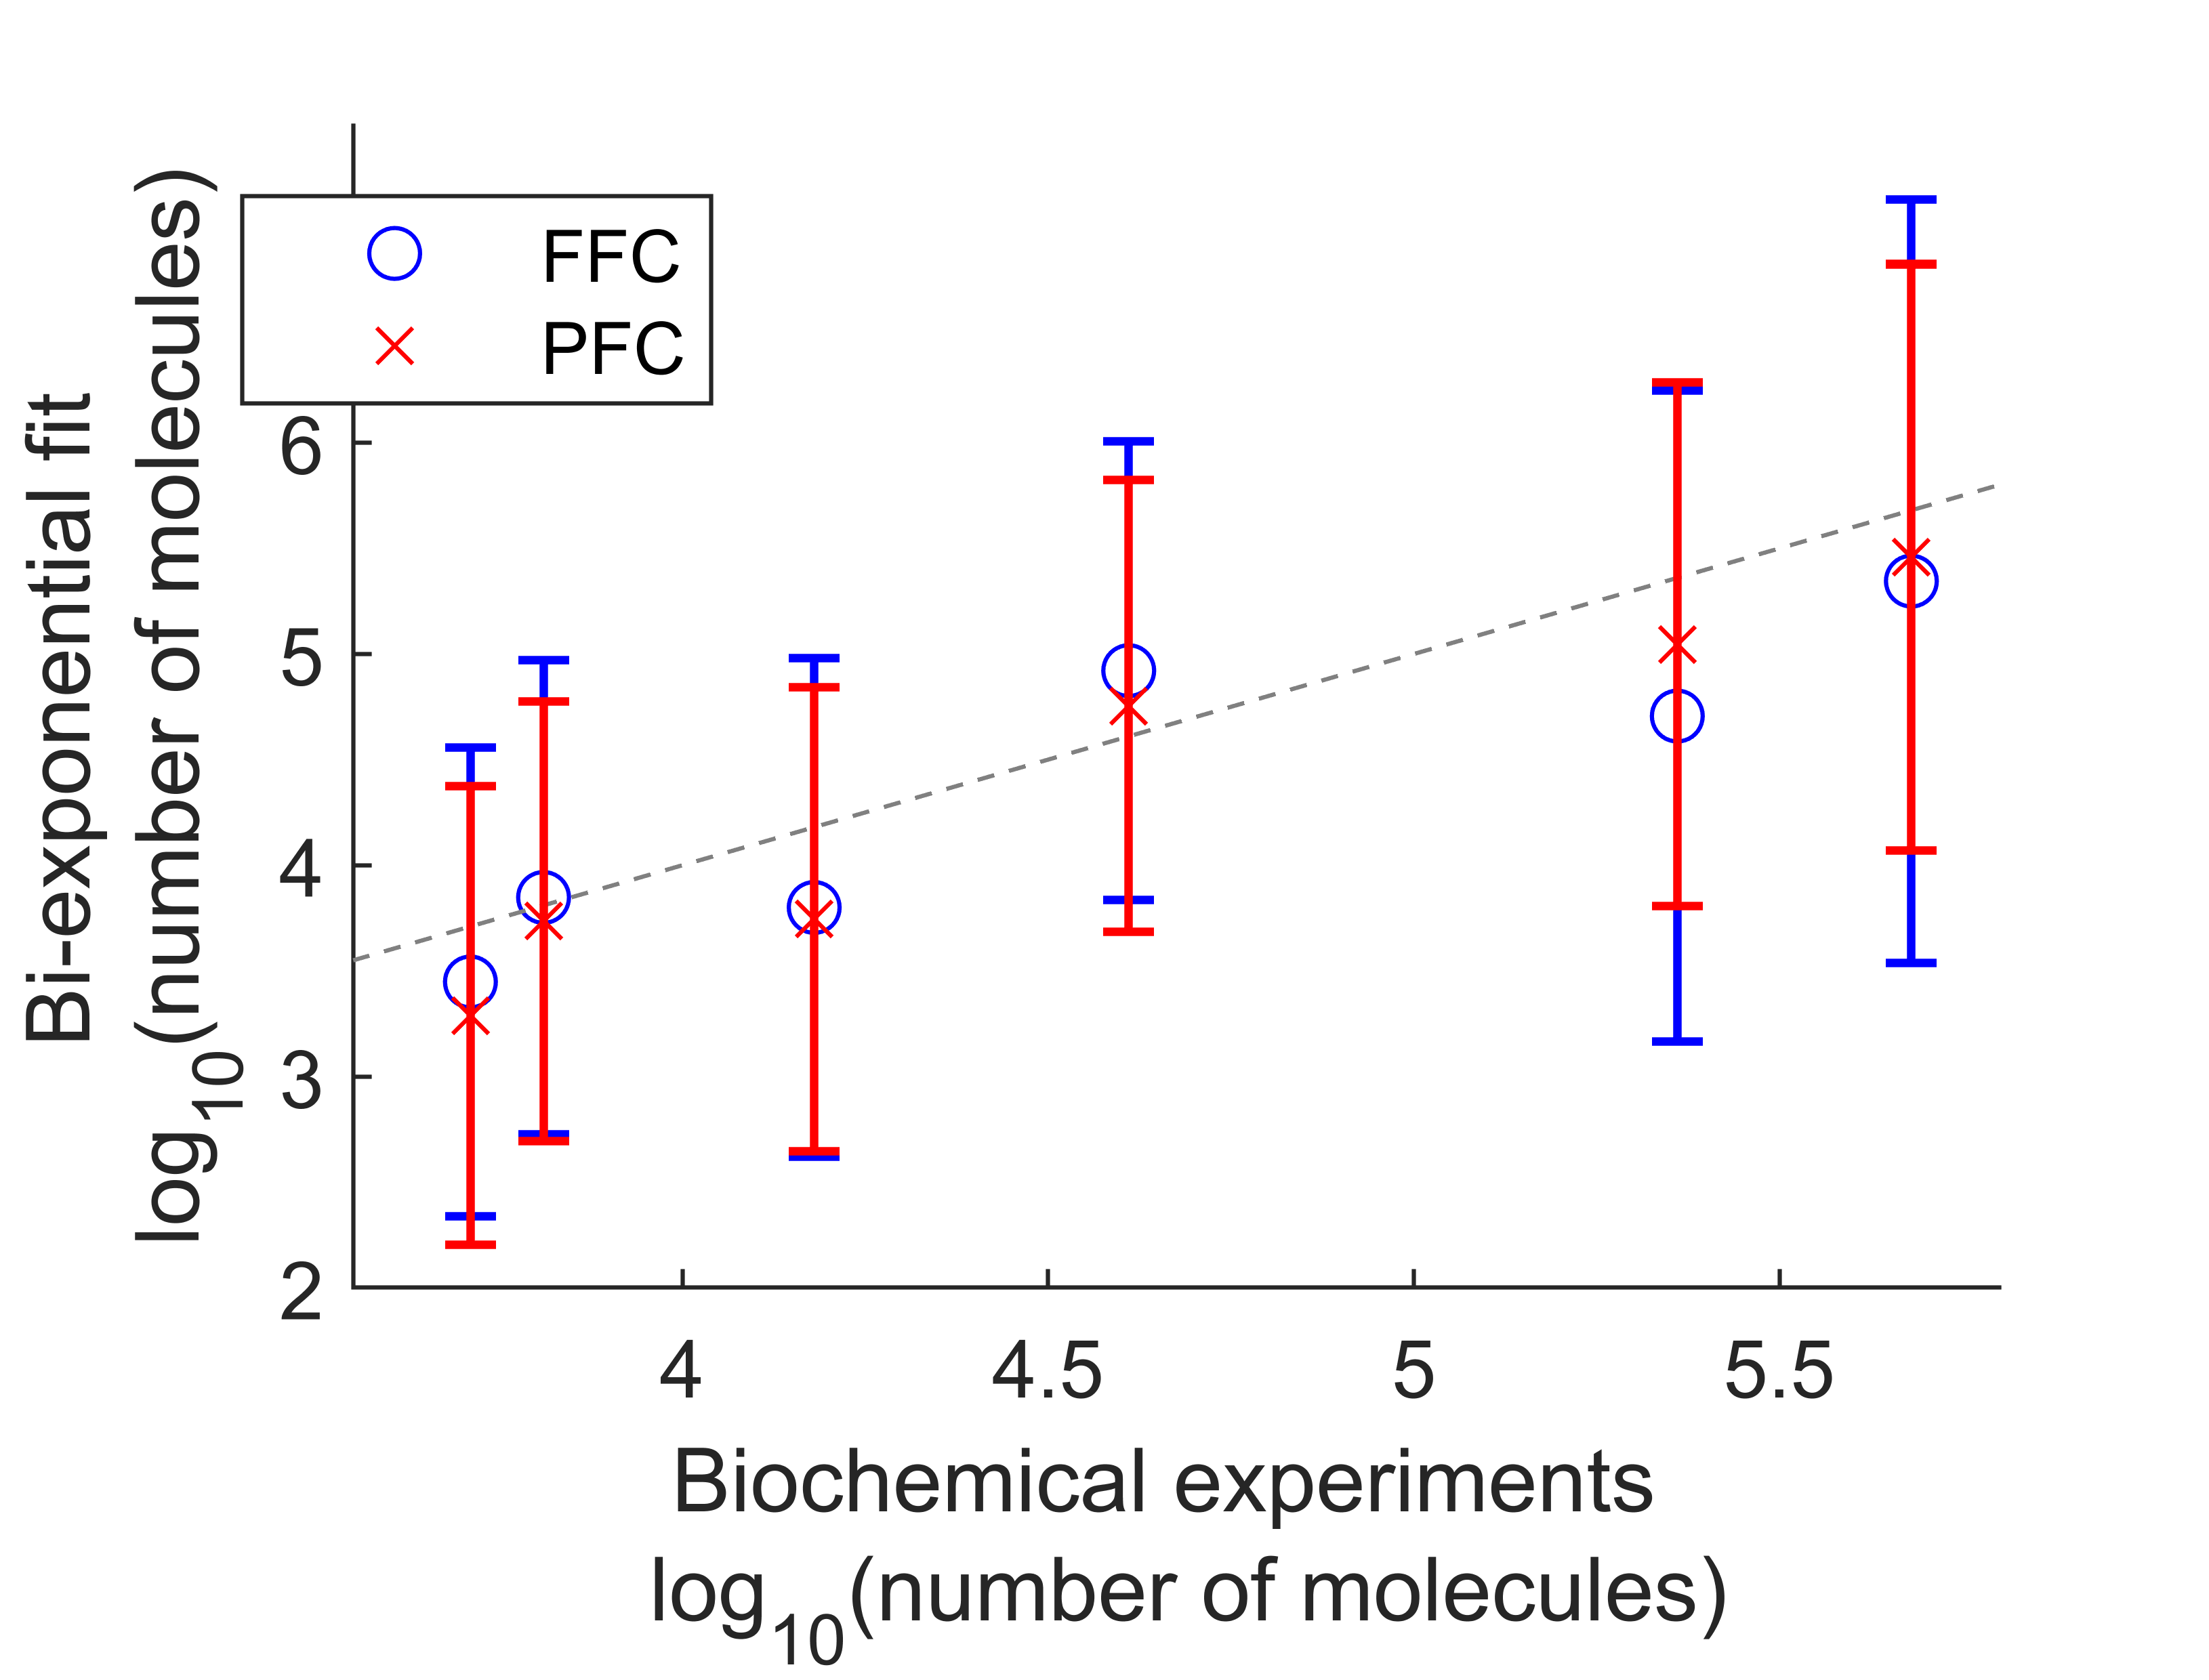 Bi-exponential fit
log10(number of molecules)
FFC
PFC
6
5
4
3
2
4
4.5
5
5.5
Biochemical experiments
log10(number of molecules)